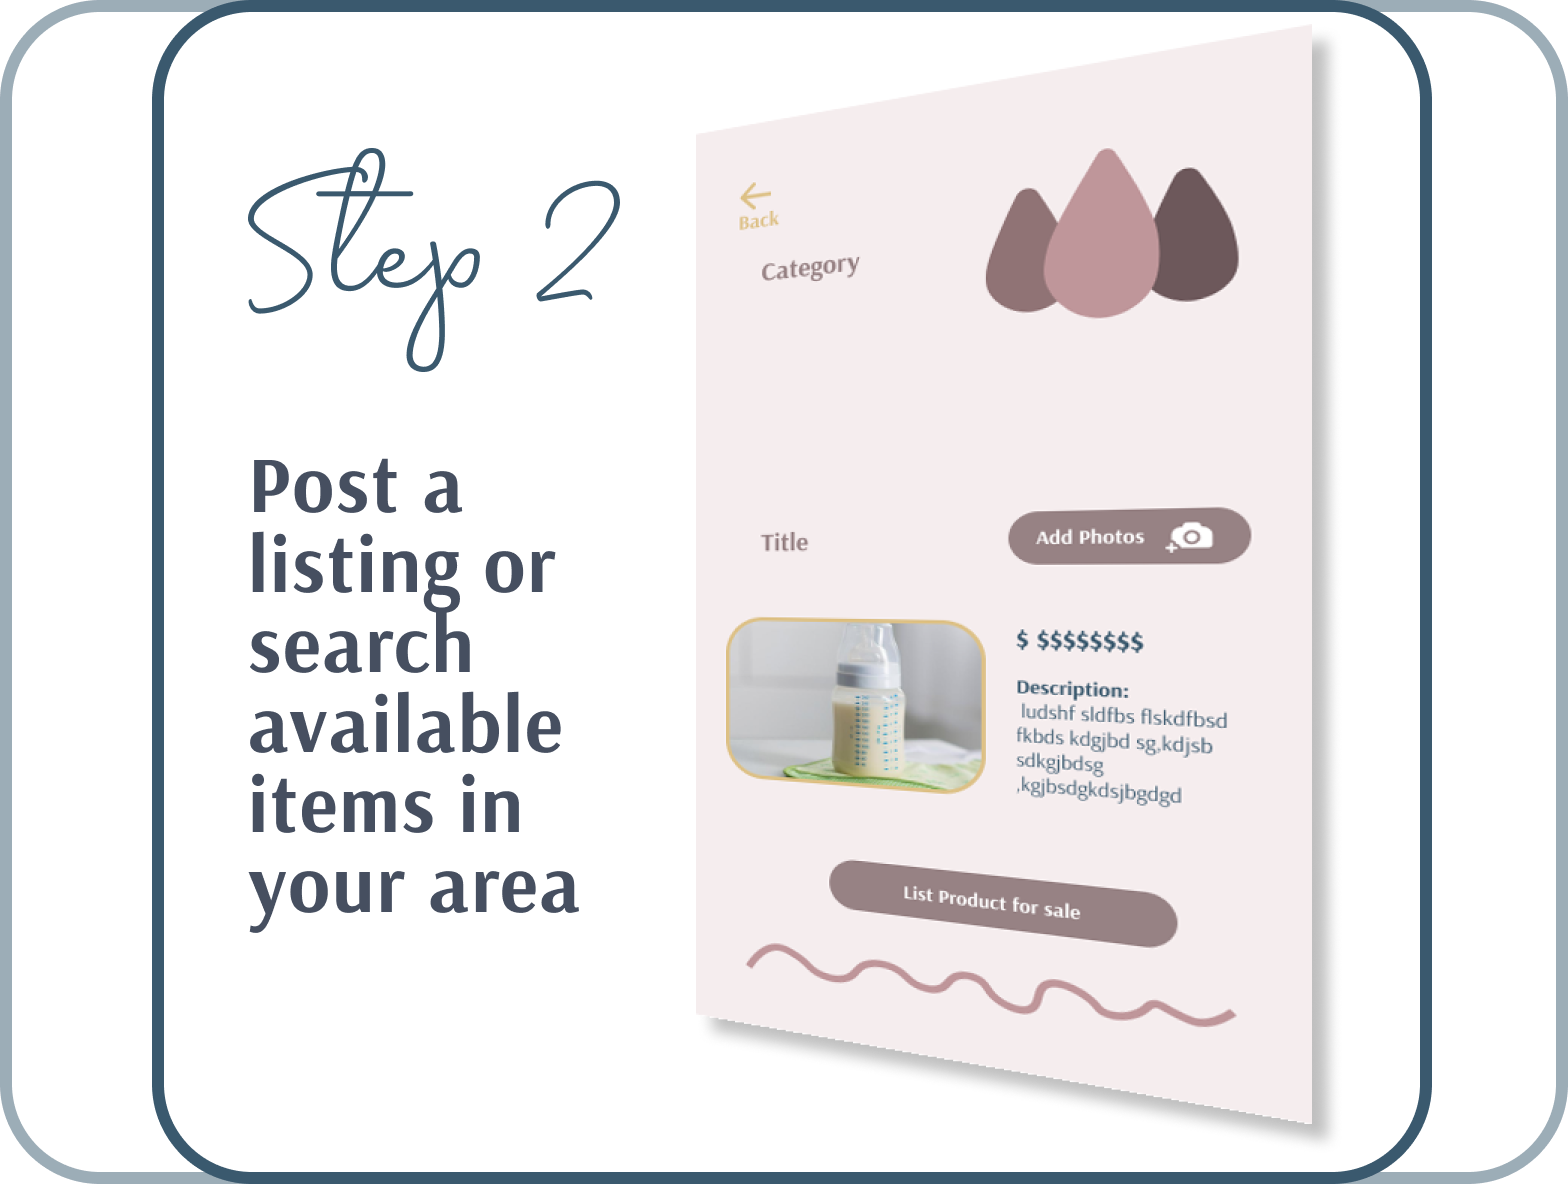 Step 2
Post a
listing or
search
available
items in
your area
Back
Category
Title
Add Photos
$ $$$$$$$$
Description:
ludshf sldfbs flskdfbsd
fkbds kdgjbd sg,kdjsb
sdkgjbdsg
,kgjbsdgkdsjbgdgd
List Product for sale